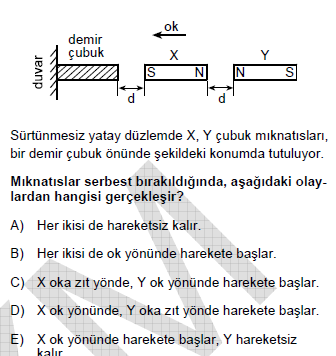 ok
demir
çubuk
X
Y
duvar
S N
N S
d
d
Sürtünmesiz yatay düzlemde X, Y çubuk mıknatısları,
bir demir çubuk önünde şekildeki konumda tutuluyor.
Mıknatıslar serbest bırakıldığında, aşağıdaki olay-
lardan hangisi gerçekleşir?
A) Her ikisi de hareketsiz kalır.
B) Her ikisi de ok yönünde harekete başlar.
C) X oka zıt yönde, Y ok yönünde harekete başlar.
D) X ok yönünde, Y oka zıt yönde harekete başlar.
E) X ok yönünde harekete başlar, Y hareketsiz
kalır.